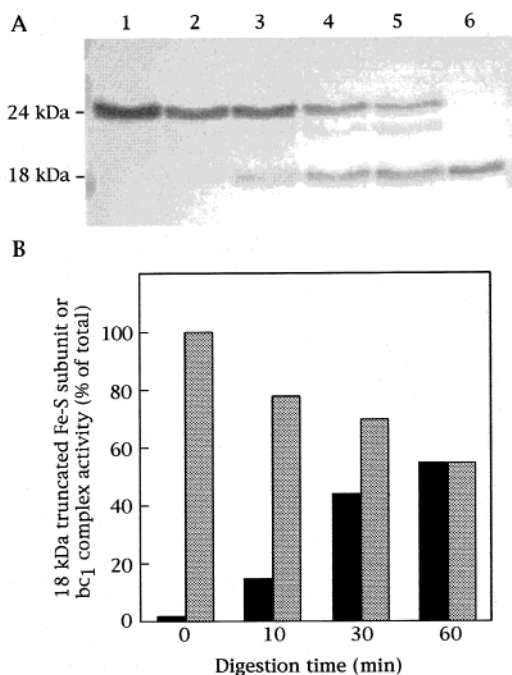 A 1 2 3 4 5 6
24 kDa
18 kDa
B
18 kDa truncated Fe-S subunit or
bc1 complex activity (% of total)
100
80
60
40
20
0
0 10 30 60
Digestion time (min)